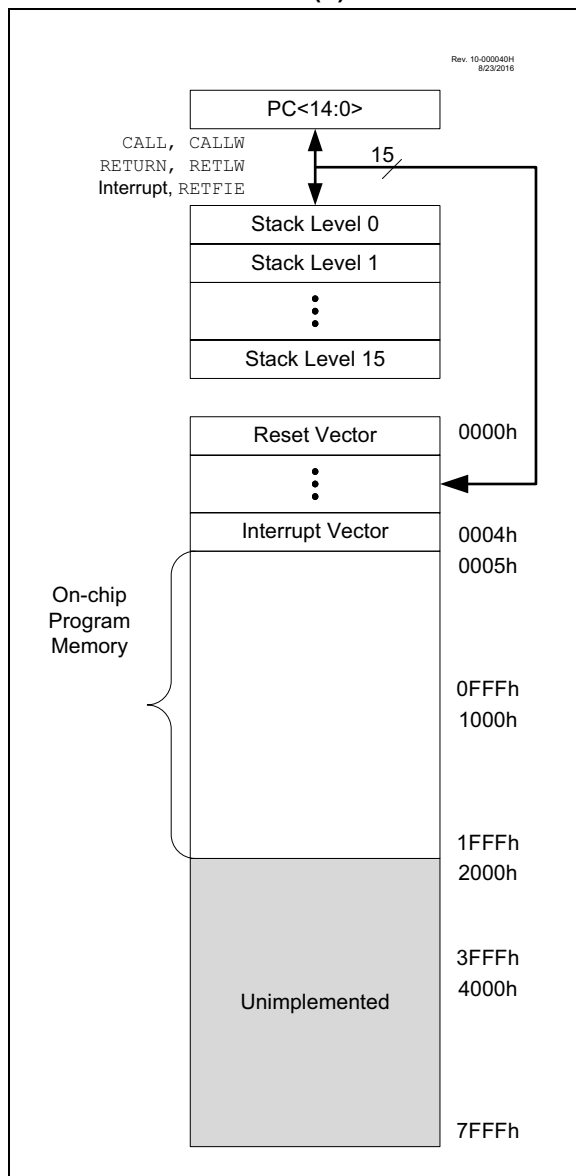 Rev. 10-000040H
8/23/2016
PC<14:0>
CALL, CALLW
RETURN, RETLW
Interrupt, RETFIE
15
Stack Level 0
Stack Level 1
Stack Level 15
Reset Vector
0000h
Interrupt Vector
0004h
0005h
On-chip
Program
Memory
0FFFh
1000h
1FFFh
2000h
3FFFh
Unimplemented
4000h
7FFFh